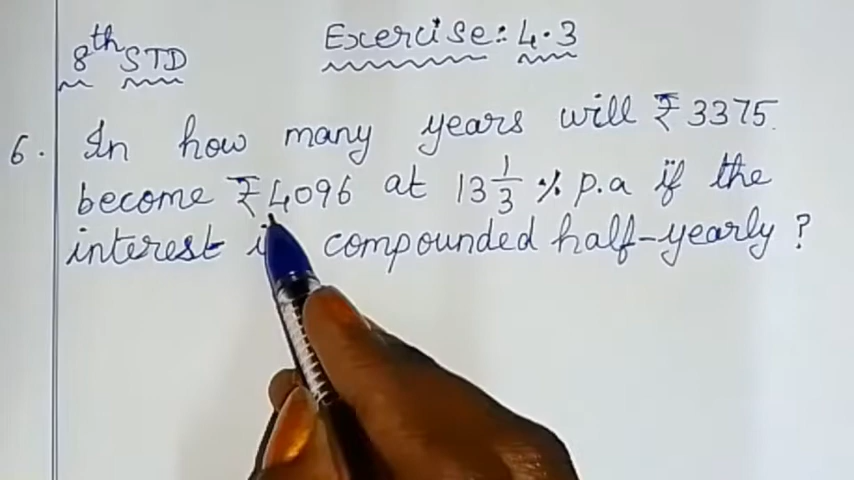 8th STD
Exercise: 4.3
6. In how many years will ₹3375
become ₹4096 at 13 1/3 % p.a if the
interest compounded half-yearly?